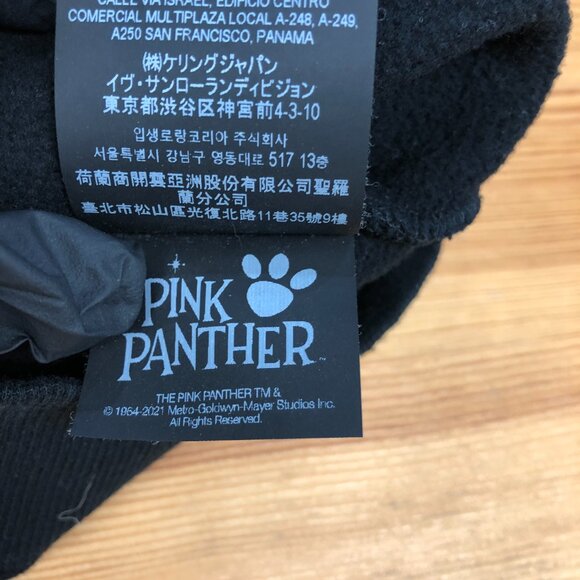 CALLE VIA ISRAEL, EDIFICIO CENTRO
COMERCIAL MULTIPLAZA LOCAL A-248, A-249,
A250 SAN FRANCISCO, PANAMA
㈱ケリングジャパン
イヴ・サンローランディビジョン
東京都渋谷区神宮前4-3-10
입생로랑코리아 주식회사
서울특별시 강남구 영동대로 517 13층
荷蘭商開雲亞洲股份有限公司聖羅
蘭分公司
臺北市松山區光復北路11巷35號9樓
PINK
PANTHER™
THE PINK PANTHER TM &
© 1964-2021 Metro-Goldwyn-Mayer Studios Inc.
All Rights Reserved.